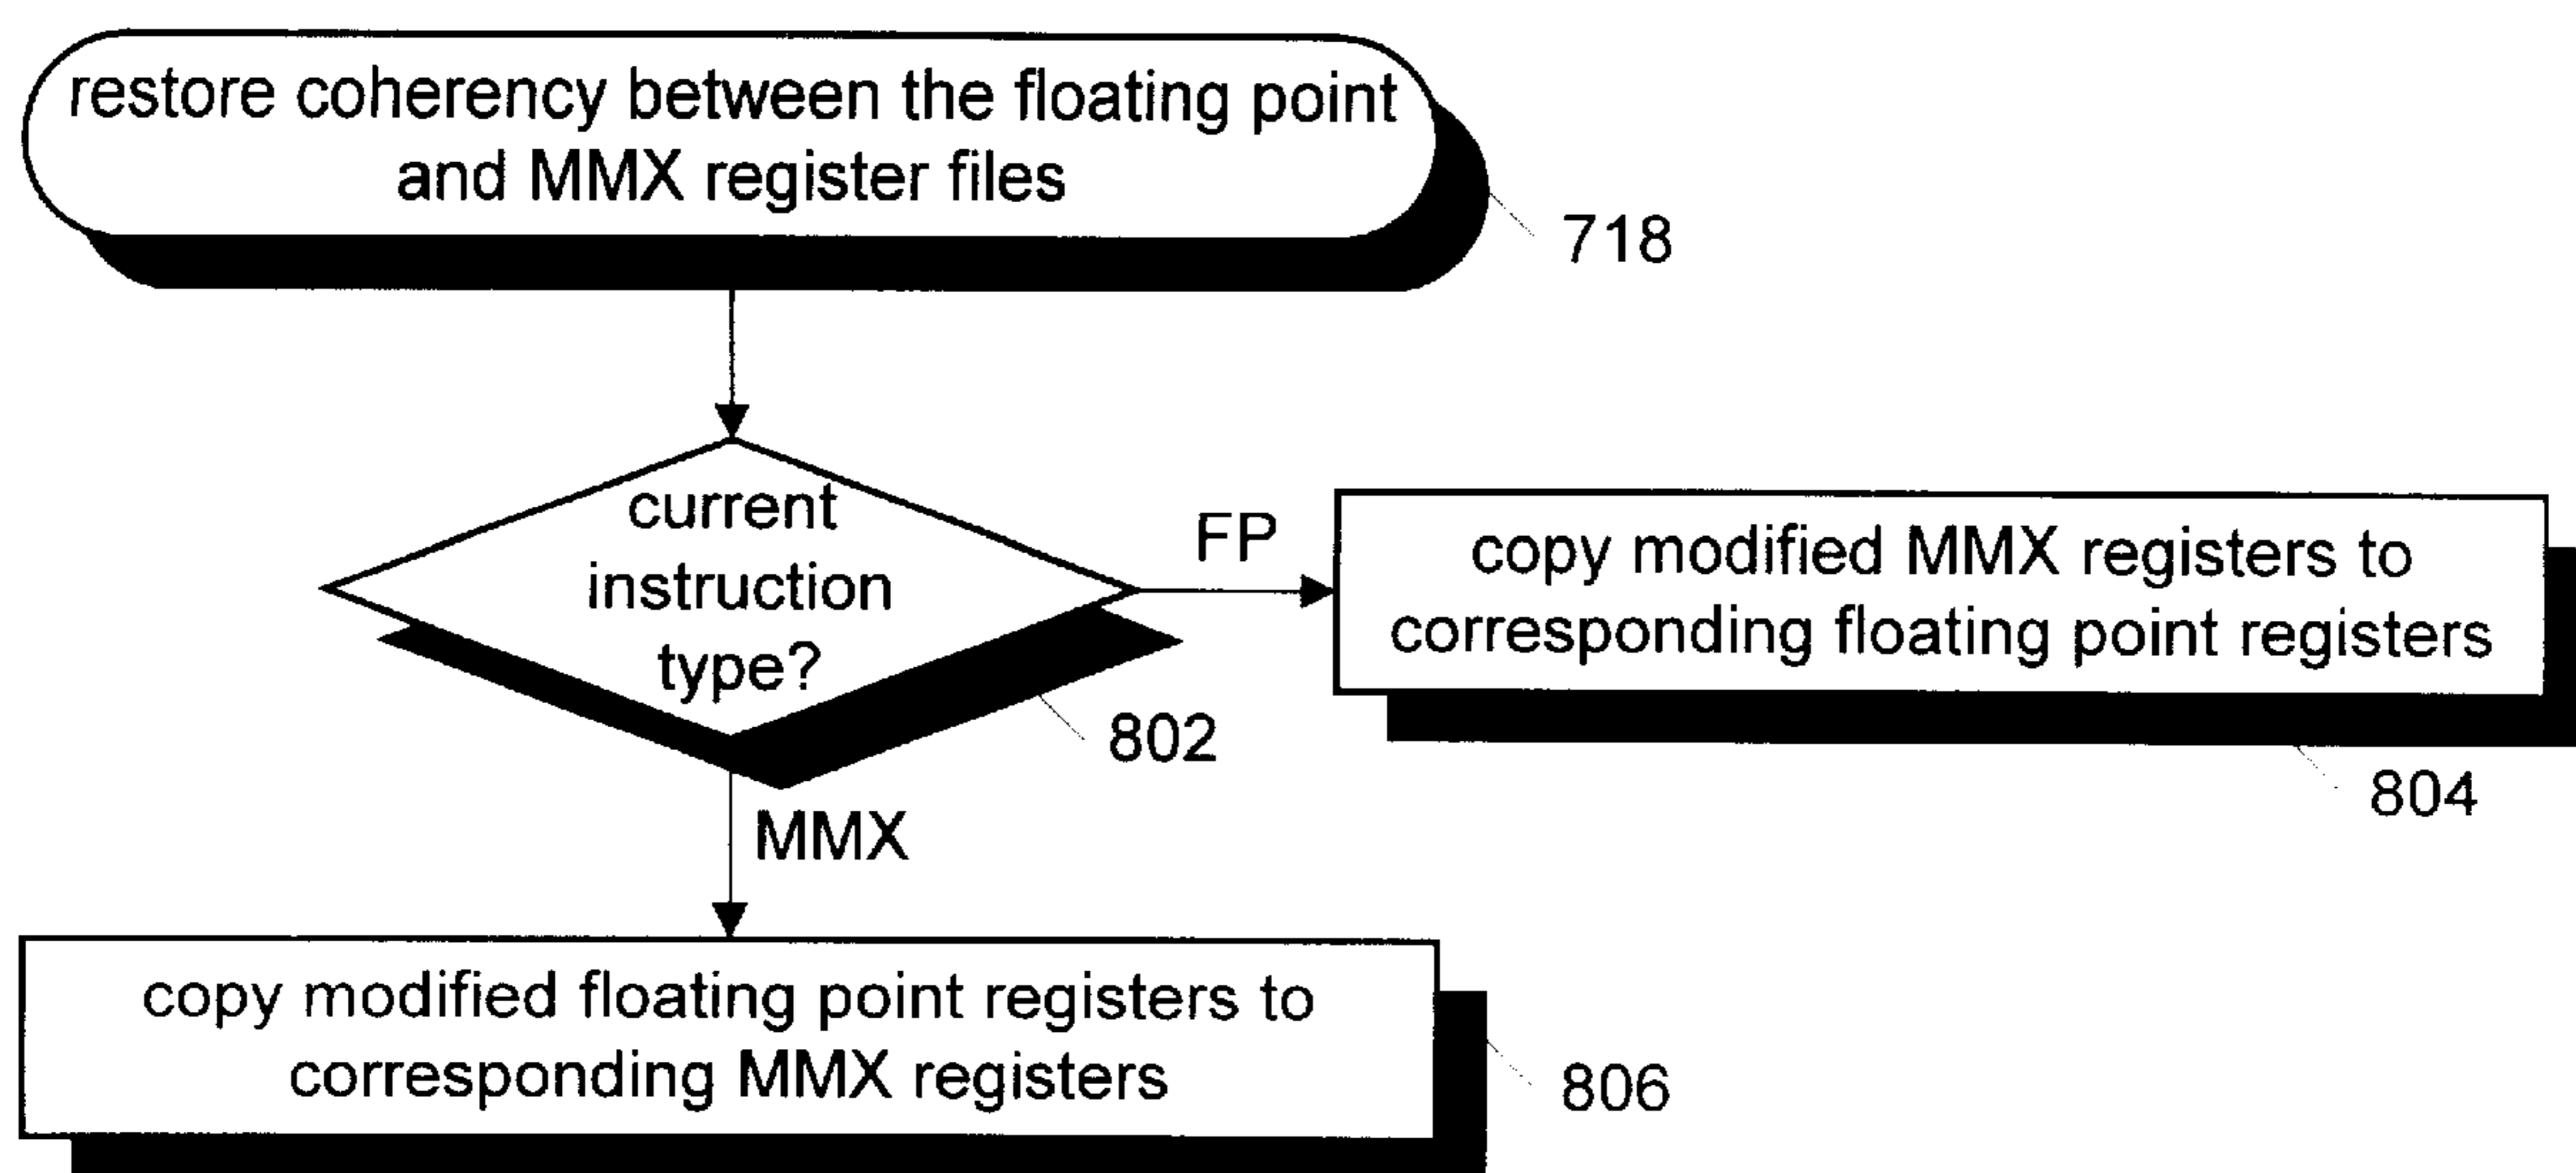 restore coherency between the floating point
and MMX register files
718
current
instruction
type?
802
FP
copy modified MMX registers to
corresponding floating point registers
804
MMX
copy modified floating point registers to
corresponding MMX registers
806